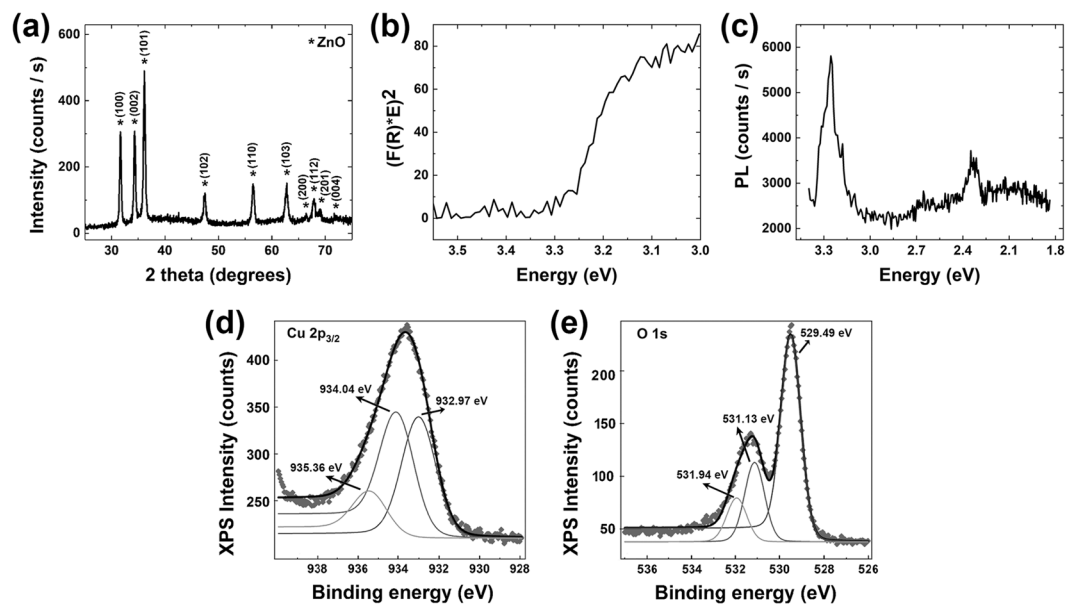 (a)
600
400
200
0
Intensity (counts / s)
*ZnO
*(100)
*(002)
*(101)
*(102)
*(110)
*(103)
*(200)
*(112)
*(201)
*(004)
30
40
50
60
70
2 theta (degrees)
(b)
80
60
40
20
0
(F(R)*E)2
3.5
3.4
3.3
3.2
3.1
3.0
Energy (eV)
(c)
6000
5000
4000
3000
2000
PL (counts / s)
3.3
3.0
2.7
2.4
2.1
1.8
Energy (eV)
(d)
Cu 2p3/2
400
350
300
250
XPS Intensity (counts)
934.04 eV
932.97 eV
935.36 eV
938
936
934
932
930
928
Binding energy (eV)
(e)
O 1s
200
150
100
50
XPS Intensity (counts)
529.49 eV
531.13 eV
531.94 eV
536
534
532
530
528
526
Binding energy (eV)